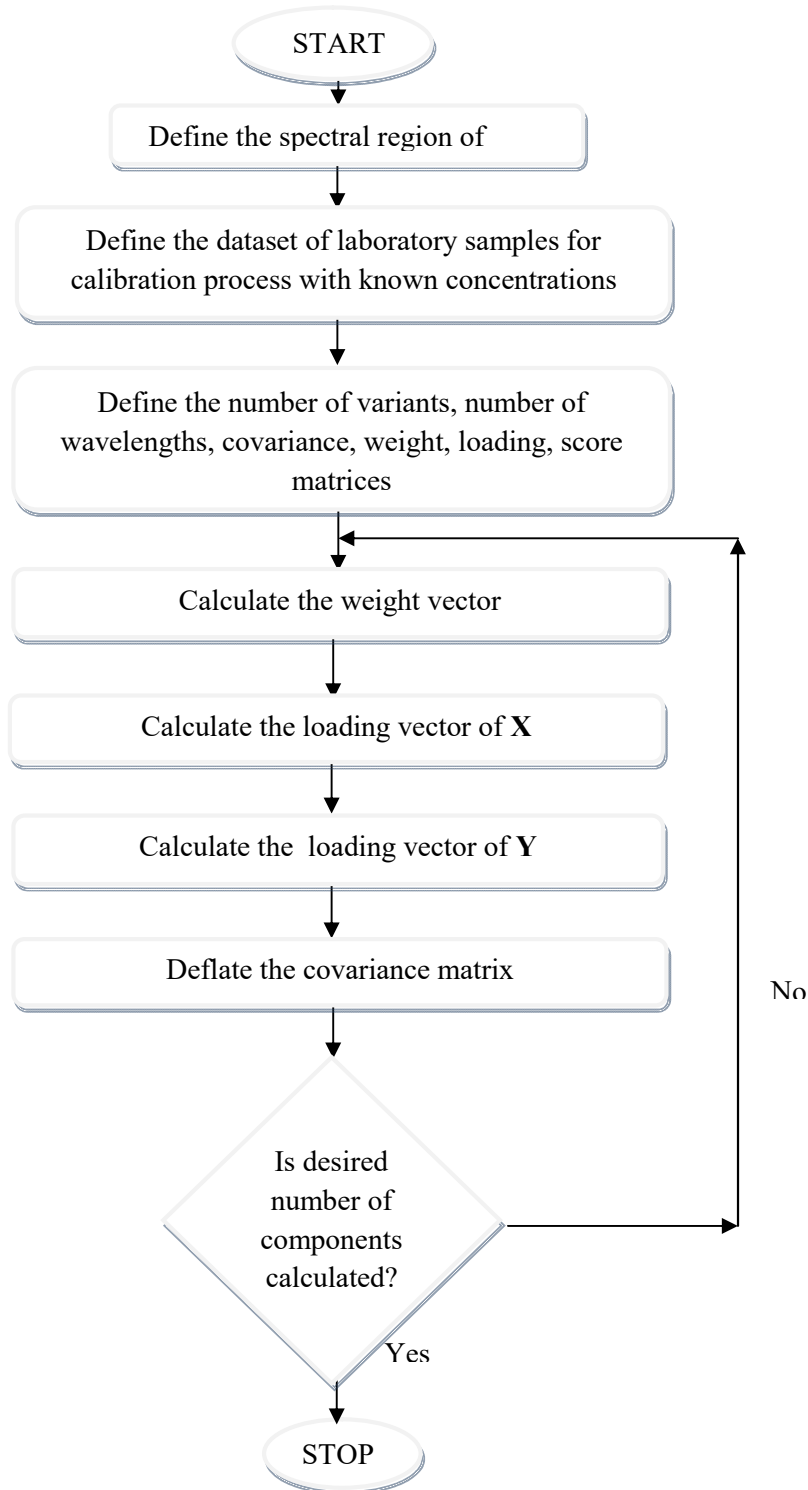 START
Define the spectral region of
Define the dataset of laboratory samples for
calibration process with known concentrations
Define the number of variants, number of
wavelengths, covariance, weight, loading, score
matrices
Calculate the weight vector
Calculate the loading vector of X
Calculate the loading vector of Y
Deflate the covariance matrix
No
Is desired
number of
components
calculated?
Yes
STOP